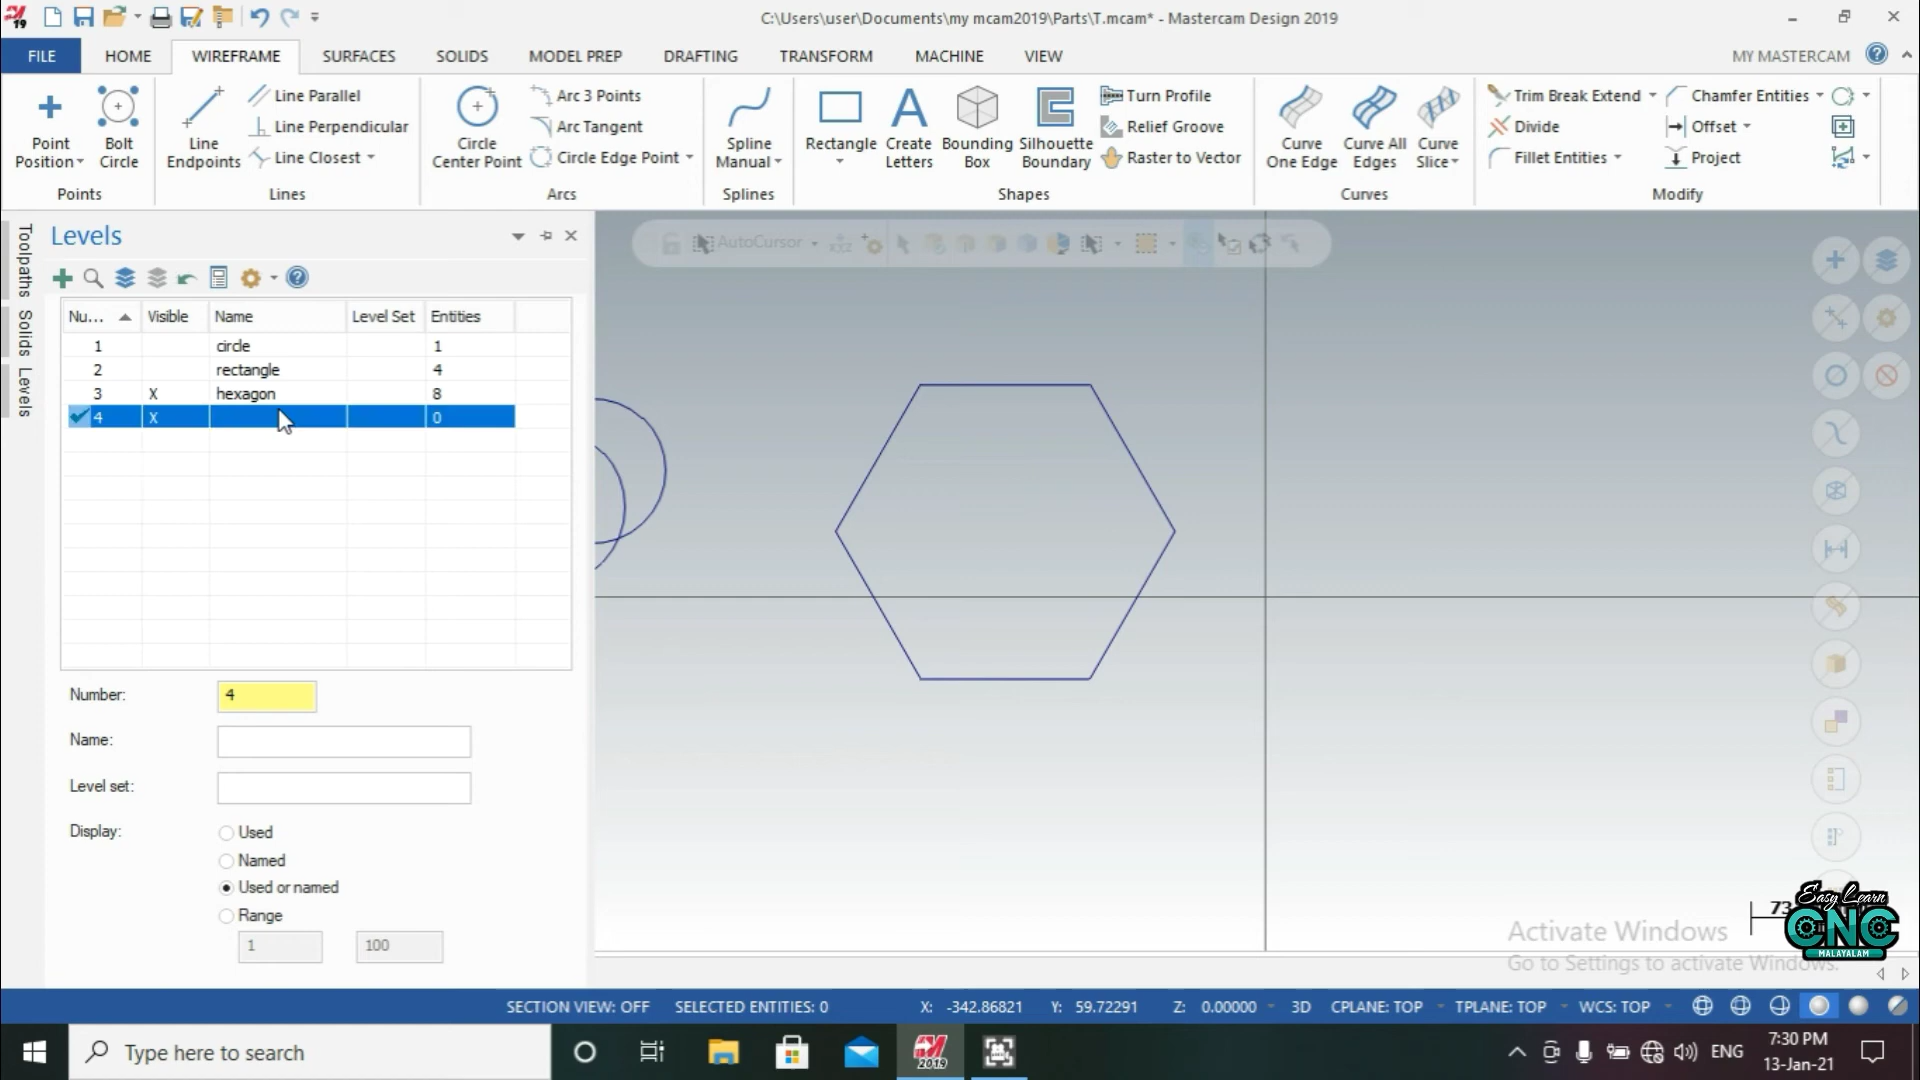 C:\Users\user\Documents\my mcam2019\Parts\T.mcam* - Mastercam Design 2019
FILE HOME WIREFRAME SURFACES SOLIDS MODEL PREP DRAFTING TRANSFORM MACHINE VIEW MY MASTERCAM
Point Position
Bolt Circle
Points
Line Endpoints
Line Parallel
Line Perpendicular
Line Closest
Lines
Circle Center Point
Arc 3 Points
Arc Tangent
Circle Edge Point
Arcs
Spline Manual
Splines
Rectangle
Create Letters
Bounding Box
Silhouette Boundary
Turn Profile
Relief Groove
Raster to Vector
Shapes
Curve One Edge
Curve All Edges
Curve Slice
Curves
Trim Break Extend
Divide
Fillet Entities
Chamfer Entities
Offset
Project
Modify
Toolpaths
Solids
Levels
Levels
AutoCursor
Nu... Visible Name Level Set Entities
1 circle 1
2 rectangle 4
3 X hexagon 8
4 X 0
Number: 4
Name:
Level set:
Display:
Used
Named
Used or named
Range
1 100
73
Easy Learn
CNC
MALAYALAM
Activate Windows
Go to Settings to activate Windows.
SECTION VIEW: OFF SELECTED ENTITIES: 0 X: -342.86821 Y: 59.72291 Z: 0.00000 3D CPLANE: TOP TPLANE: TOP WCS: TOP
Type here to search
2019
ENG
7:30 PM
13-Jan-21